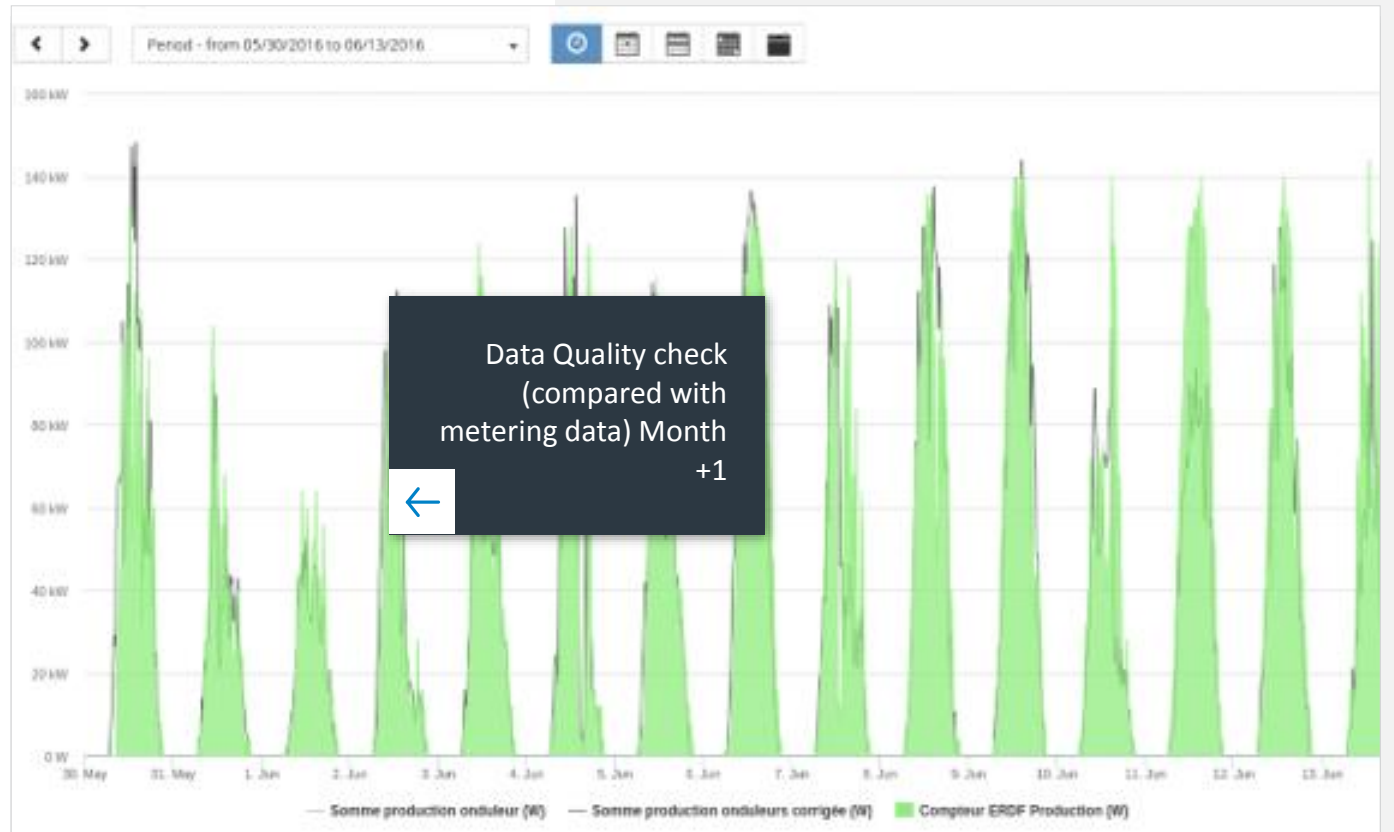 Period - from 05/30/2016 to 06/13/2016
160 kW
140 kW
120 kW
100 kW
80 kW
60 kW
40 kW
20 kW
0 W
Data Quality check
(compared with
metering data) Month
+1
30. May 31. May 1. Jun 2. Jun 3. Jun 4. Jun 5. Jun 6. Jun 7. Jun 8. Jun 9. Jun 10. Jun 11. Jun 12. Jun 13. Jun
Somme production onduleur (W) Somme production onduleurs corrigée (W) Compteur ERDF Production (W)